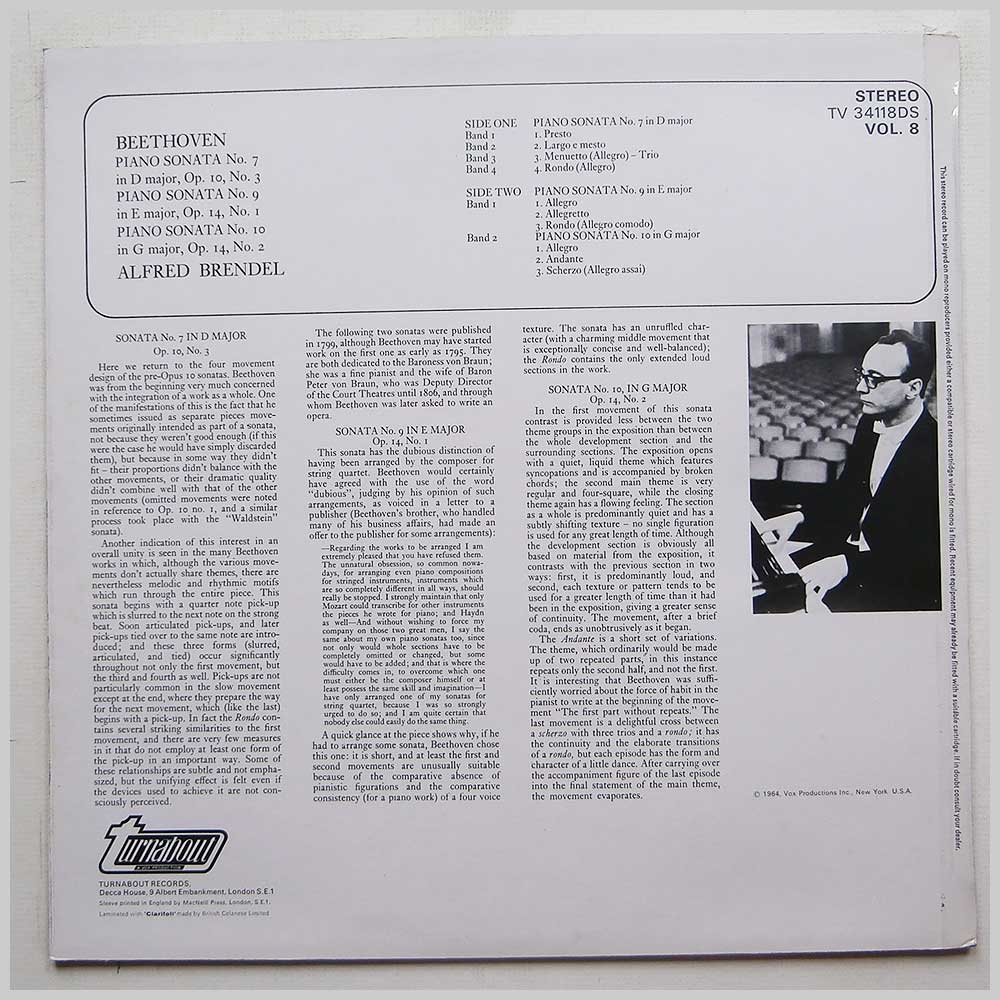 STEREO
TV 34118DS
VOL. 8
BEETHOVEN
PIANO SONATA No. 7
in D major, Op. 10, No. 3
PIANO SONATA No. 9
in E major, Op. 14, No. 1
PIANO SONATA No. 10
in G major, Op. 14, No. 2
ALFRED BRENDEL
SIDE ONE PIANO SONATA No. 7 in D major
Band 1 1. Presto
Band 2 2. Largo e mesto
Band 3 3. Menuetto (Allegro) – Trio
Band 4 4. Rondo (Allegro)
SIDE TWO PIANO SONATA No. 9 in E major
Band 1 1. Allegro
2. Allegretto
3. Rondo (Allegro comodo)
Band 2 PIANO SONATA No. 10 in G major
1. Allegro
2. Andante
3. Scherzo (Allegro assai)
SONATA No. 7 IN D MAJOR
Op. 10, No. 3
Here we return to the four movement
design of the pre-Opus 10 sonatas. Beethoven
was from the beginning very much concerned
with the integration of a work as a whole. One
of the manifestations of this is the fact that he
sometimes issued as separate pieces move-
ments originally intended as part of a sonata,
not because they weren't good enough (if this
were the case he would have simply discarded
them), but because in some way they didn't
fit – their proportions didn't balance with the
other movements, or their dramatic quality
didn't combine well with that of the other
movements (omitted movements were noted
in reference to Op. 10 no. 1, and a similar
process took place with the "Waldstein"
sonata).
Another indication of this interest in an
overall unity is seen in the many Beethoven
works in which, although the various move-
ments don't actually share themes, there are
nevertheless melodic and rhythmic motifs
which run through the entire piece. This
sonata begins with a quarter note pick-up
which is slurred to the next note on the strong
beat. Soon articulated pick-ups, and later
pick-ups tied over to the same note are intro-
duced; and these three forms (slurred,
articulated, and tied) occur significantly
throughout not only the first movement, but
the third and fourth as well. Pick-ups are not
particularly common in the slow movement
except at the end, where they prepare the way
for the next movement, which (like the last)
begins with a pick-up. In fact the Rondo con-
tains several striking similarities to the first
movement, and there are very few measures
in it that do not employ at least one form of
the pick-up in an important way. Some of
these relationships are subtle and not empha-
sized, but the unifying effect is felt even if
the devices used to achieve it are not con-
sciously perceived.
The following two sonatas were published
in 1799, although Beethoven may have started
work on the first one as early as 1795. They
are both dedicated to the Baroness von Braun;
she was a fine pianist and the wife of Baron
Peter von Braun, who was Deputy Director
of the Court Theatres until 1806, and through
whom Beethoven was later asked to write an
opera.
SONATA No. 9 IN E MAJOR
Op. 14, No. 1
This sonata has the dubious distinction of
having been arranged by the composer for
string quartet. Beethoven would certainly
have agreed with the use of the word
"dubious", judging by his opinion of such
arrangements, as voiced in a letter to a
publisher (Beethoven's brother, who handled
many of his business affairs, had made an
offer to the publisher for some arrangements):
—Regarding the works to be arranged I am
extremely pleased that you have refused them.
The unnatural obsession, so common nowa-
days, for arranging even piano compositions
for stringed instruments, instruments which
are so completely different in all ways, should
really be stopped. I strongly maintain that only
Mozart could transcribe for other instruments
the pieces he wrote for piano; and Haydn
as well—And without wishing to force my
company on those two great men, I say the
same about my own piano sonatas too, since
not only would whole sections have to be
completely omitted or changed, but some
would have to be added; and that is where the
difficulty comes in, to overcome which one
must either be the composer himself or at
least possess the same skill and imagination—I
have only arranged one of my sonatas for
string quartet, because I was so strongly
urged to do so; and I am quite certain that
nobody else could easily do the same thing.
A quick glance at the piece shows why, if he
had to arrange some sonata, Beethoven chose
this one: it is short, and at least the first and
second movements are unusually suitable
because of the comparative absence of
pianistic figurations and the comparative
consistency (for a piano work) of a four voice
texture. The sonata has an unruffled char-
acter (with a charming middle movement that
is exceptionally concise and well-balanced);
the Rondo contains the only extended loud
sections in the work.
SONATA No. 10, IN G MAJOR
Op. 14, No. 2
In the first movement of this sonata
contrast is provided less between the two
theme groups in the exposition than between
the whole development section and the
surrounding sections. The exposition opens
with a quiet, liquid theme which features
syncopations and is accompanied by broken
chords; the second main theme is very
regular and four-square, while the closing
theme again has a flowing feeling. The section
as a whole is predominantly quiet and has a
subtly shifting texture – no single figuration
is used for any great length of time. Although
the development section is obviously all
based on material from the exposition, it
contrasts with the previous section in two
ways: first, it is predominantly loud, and
second, each texture or pattern tends to be
used for a greater length of time than it had
been in the exposition, giving a greater sense
of continuity. The movement, after a brief
coda, ends as unobtrusively as it began.
The Andante is a short set of variations.
The theme, which ordinarily would be made
up of two repeated parts, in this instance
repeats only the second half, and not the first.
It is interesting that Beethoven was suffi-
ciently worried about the force of habit in the
pianist to write at the beginning of the move-
ment "The first part without repeats." The
last movement is a delightful cross between
a scherzo with three trios and a rondo; it has
the continuity and the elaborate transitions
of a rondo, but each episode has the form and
character of a little dance. After carrying over
the accompaniment figure of the last episode
into the final statement of the main theme,
the movement evaporates.
© 1964, Vox Productions Inc., New York U.S.A.
This stereo record can be played on mono reproducers provided either a compatible or stereo cartridge wired for mono is fitted. Recent equipment may already be fitted with a suitable cartridge. If in doubt consult your dealer.
turnabout
A VOX PRODUCTION
TURNABOUT RECORDS,
Decca House, 9 Albert Embankment, London S.E.1
Sleeve printed in England by MacNeill Press, London, S.E.1.
Laminated with 'Clarifoil' made by British Celanese Limited